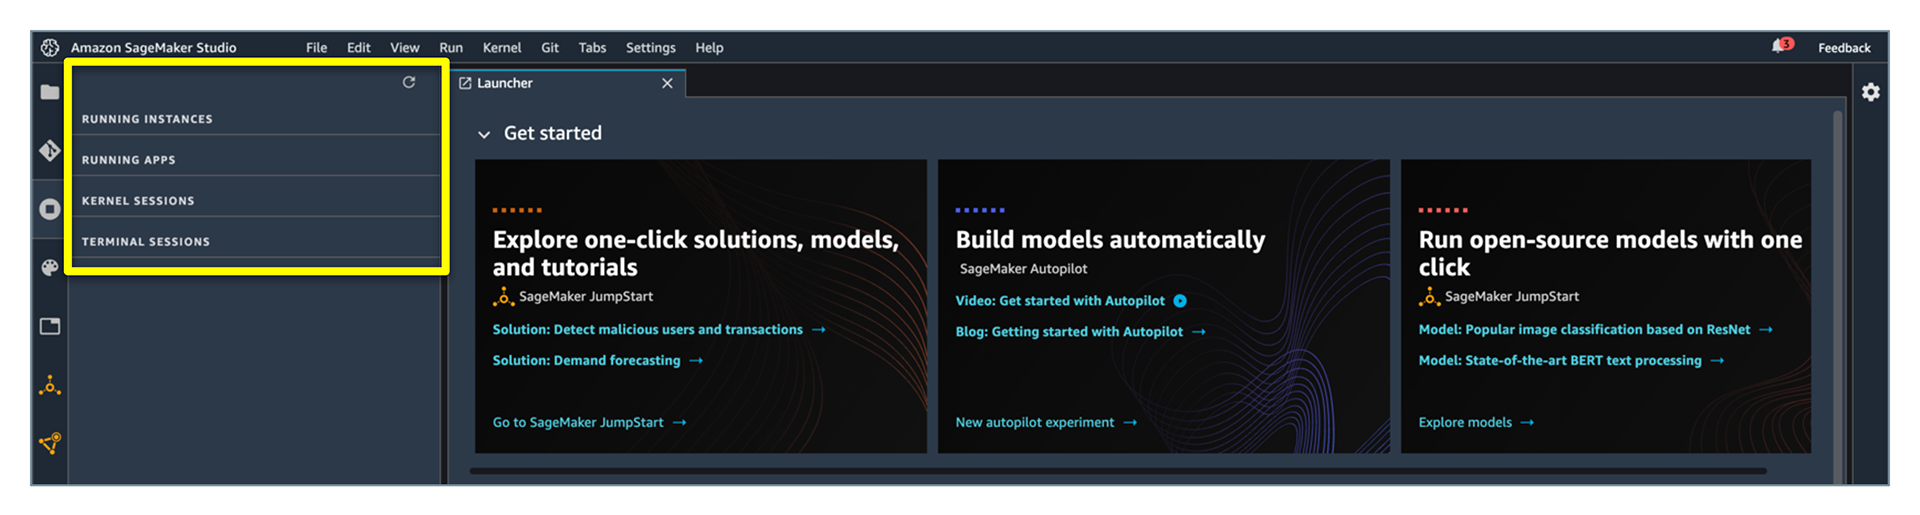 Amazon SageMaker Studio File Edit View Run Kernel Git Tabs Settings Help 3 Feedback
RUNNING INSTANCES
RUNNING APPS
KERNEL SESSIONS
TERMINAL SESSIONS
Launcher
Get started
Explore one-click solutions, models,
and tutorials
SageMaker JumpStart
Solution: Detect malicious users and transactions →
Solution: Demand forecasting →
Go to SageMaker JumpStart →
Build models automatically
SageMaker Autopilot
Video: Get started with Autopilot
Blog: Getting started with Autopilot →
New autopilot experiment →
Run open-source models with one
click
SageMaker JumpStart
Model: Popular image classification based on ResNet →
Model: State-of-the-art BERT text processing →
Explore models →